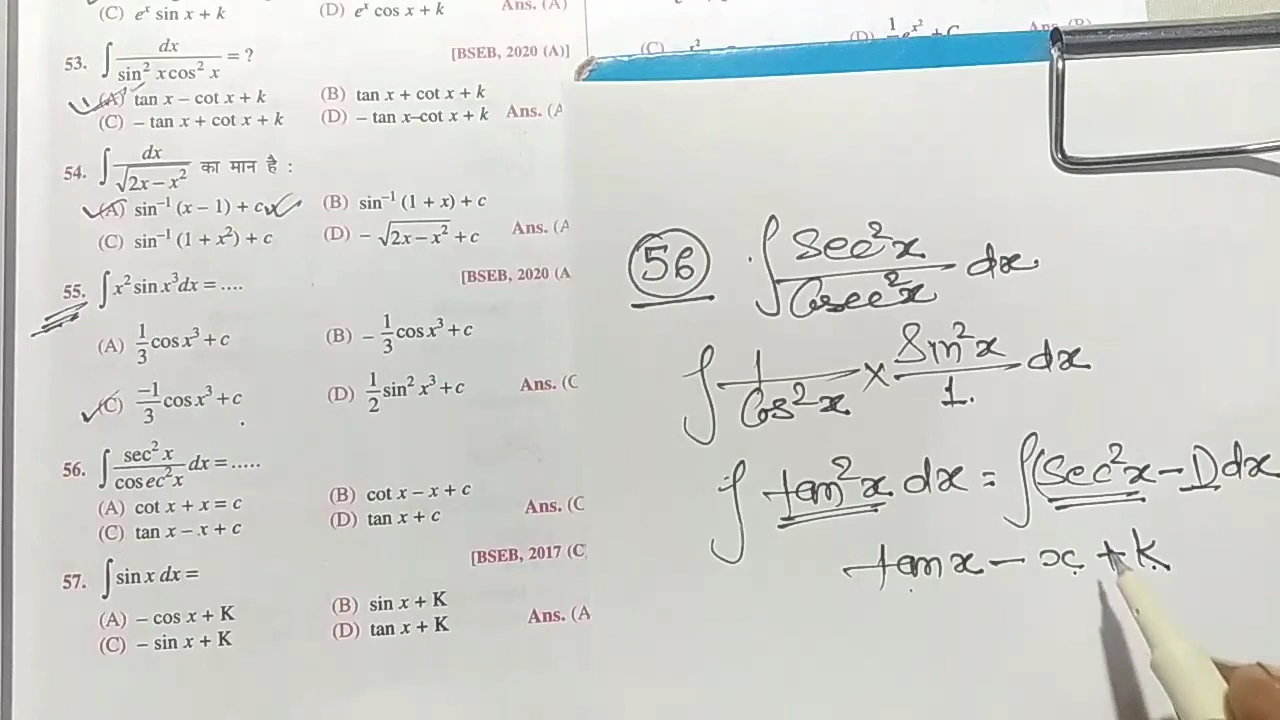 (C) eˣ sin x + k (D) eˣ cos x + k Ans. (A)
53. ∫ dx / sin² x cos² x = ? [BSEB, 2020 (A)]
(A) tan x – cot x + k (B) tan x + cot x + k
(C) – tan x + cot x + k (D) – tan x–cot x + k Ans. (A
54. ∫ dx / √(2x – x²) का मान है :
(A) sin⁻¹ (x – 1) + c (B) sin⁻¹ (1 + x) + c
(C) sin⁻¹ (1 + x²) + c (D) – √(2x – x²) + c Ans. (A
55. ∫ x² sin x³ dx = .... [BSEB, 2020 (A
(A) 1/3 cos x³ + c (B) – 1/3 cos x³ + c
(C) –1/3 cos x³ + c (D) 1/2 sin² x³ + c Ans. (C
56. ∫ sec² x / cosec² x dx = .....
(A) cot x + x = c (B) cot x – x + c
(C) tan x – x + c (D) tan x + c Ans. (C
57. ∫ sin x dx = [BSEB, 2017 (C
(A) – cos x + K (B) sin x + K
(C) – sin x + K (D) tan x + K Ans. (A
(C) (D) Ans. (B)
56 ∫ Sec²x / Cosec²x dx
∫ 1/Cos²x × Sin²x/1. dx
∫ tan²x dx = ∫(Sec²x – 1) dx
tan x – x + k